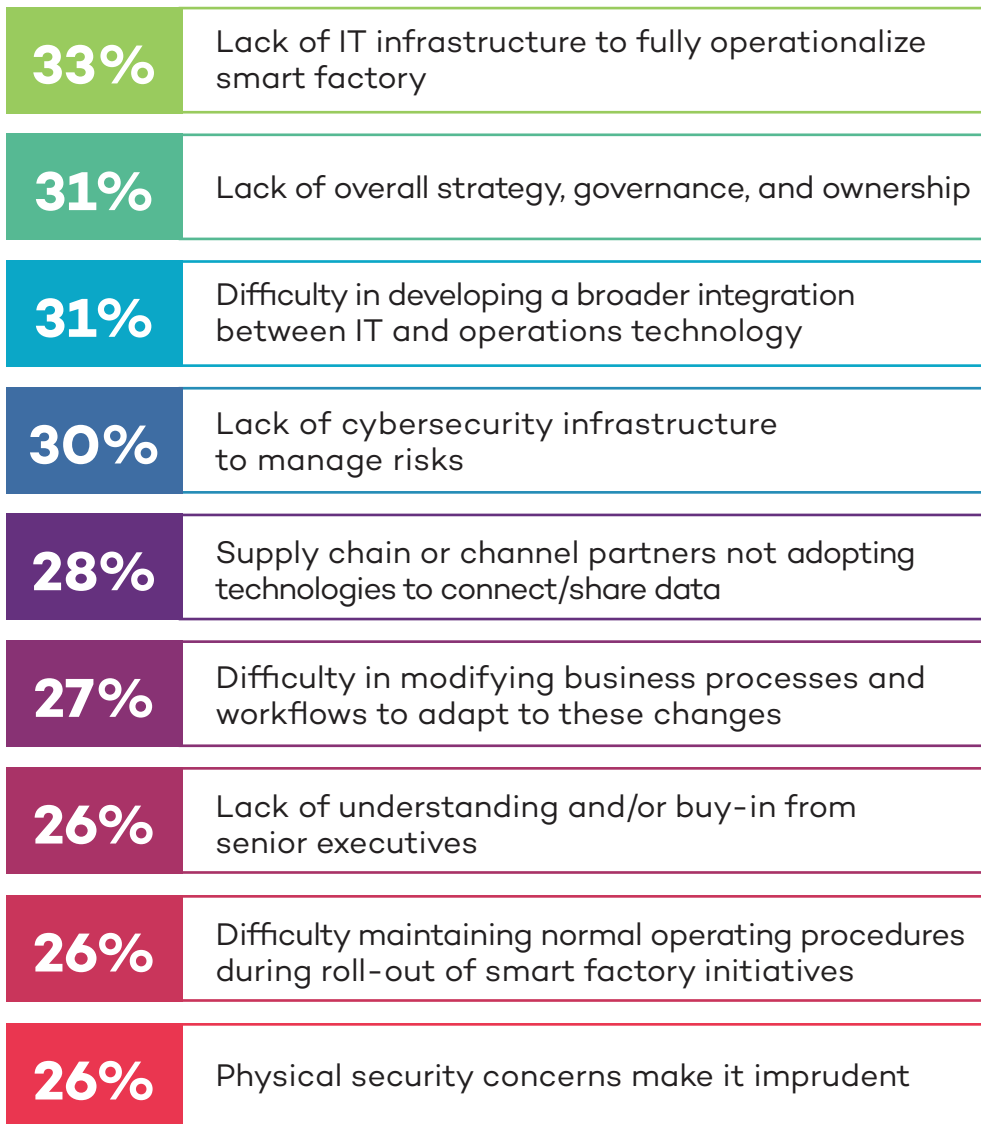 33%
Lack of IT infrastructure to fully operationalize
smart factory
31%
Lack of overall strategy, governance, and ownership
31%
Difficulty in developing a broader integration
between IT and operations technology
30%
Lack of cybersecurity infrastructure
to manage risks
28%
Supply chain or channel partners not adopting
technologies to connect/share data
27%
Difficulty in modifying business processes and
workflows to adapt to these changes
26%
Lack of understanding and/or buy-in from
senior executives
26%
Difficulty maintaining normal operating procedures
during roll-out of smart factory initiatives
26%
Physical security concerns make it imprudent